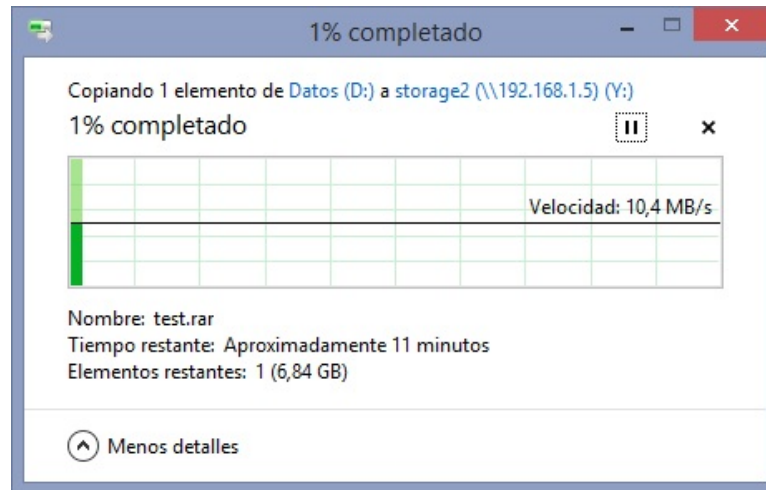 1% completado
Copiando 1 elemento de Datos (D:) a storage2 (\\192.168.1.5) (Y:)
1% completado
Velocidad: 10,4 MB/s
Nombre: test.rar
Tiempo restante: Aproximadamente 11 minutos
Elementos restantes: 1 (6,84 GB)
Menos detalles